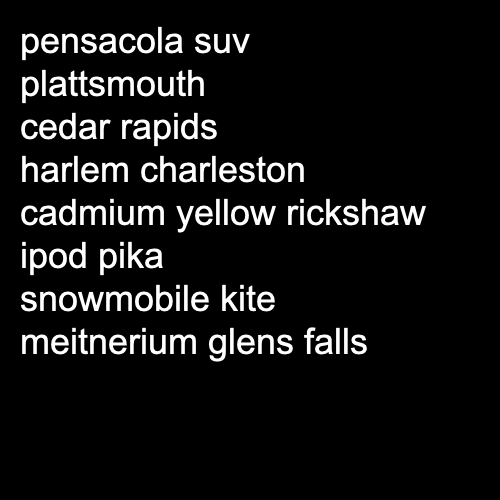 pensacola suv
plattsmouth
cedar rapids
harlem charleston
cadmium yellow rickshaw
ipod pika
snowmobile kite
meitnerium glens falls